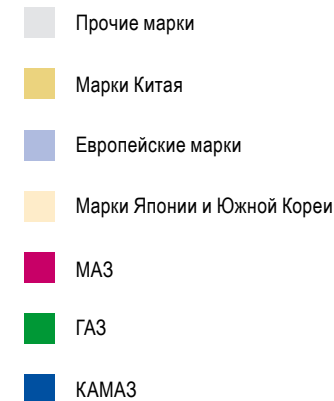 Прочие марки
Марки Китая
Европейские марки
Марки Японии и Южной Кореи
МАЗ
ГАЗ
КАМАЗ